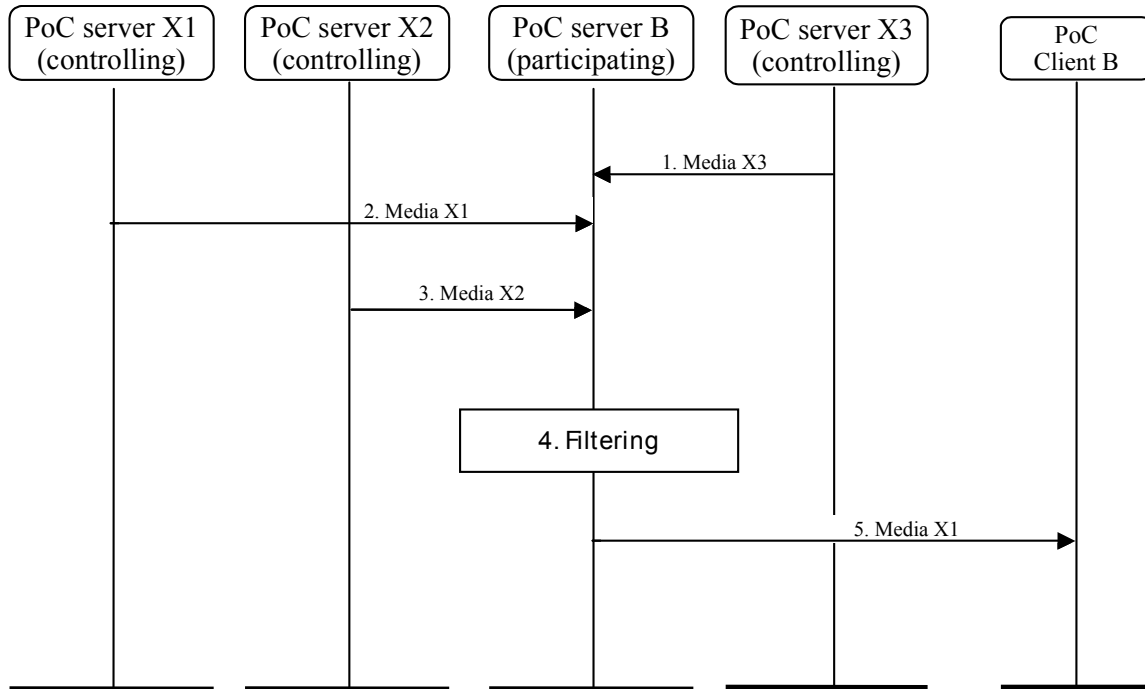 PoC server X1
(controlling)
PoC server X2
(controlling)
PoC server B
(participating)
PoC server X3
(controlling)
PoC
Client B
1. Media X3
2. Media X1
3. Media X2
4. Filtering
5. Media X1